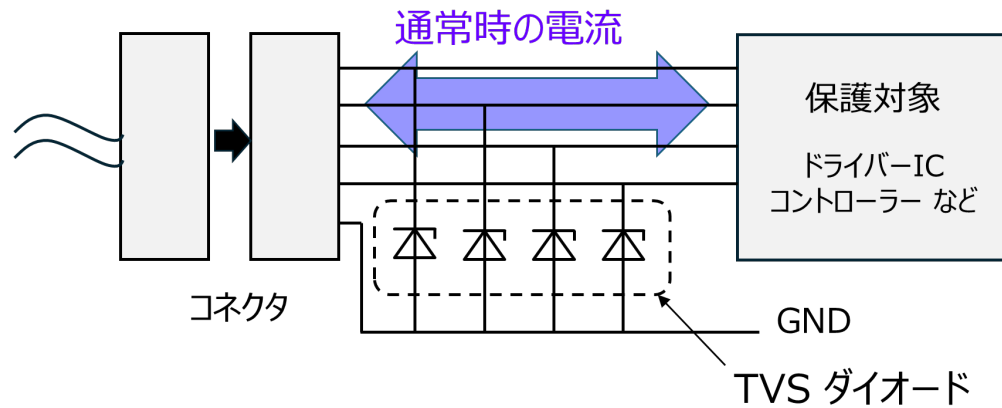 通常時の電流
保護対象
ドライバーIC
コントローラー など
コネクタ
GND
TVS ダイオード